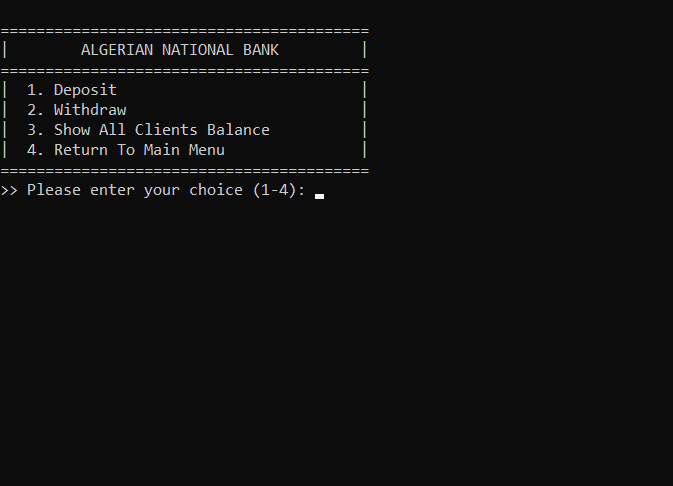 =========================================
|        ALGERIAN NATIONAL BANK         |
=========================================
|  1. Deposit                           |
|  2. Withdraw                          |
|  3. Show All Clients Balance          |
|  4. Return To Main Menu               |
=========================================
>> Please enter your choice (1-4):